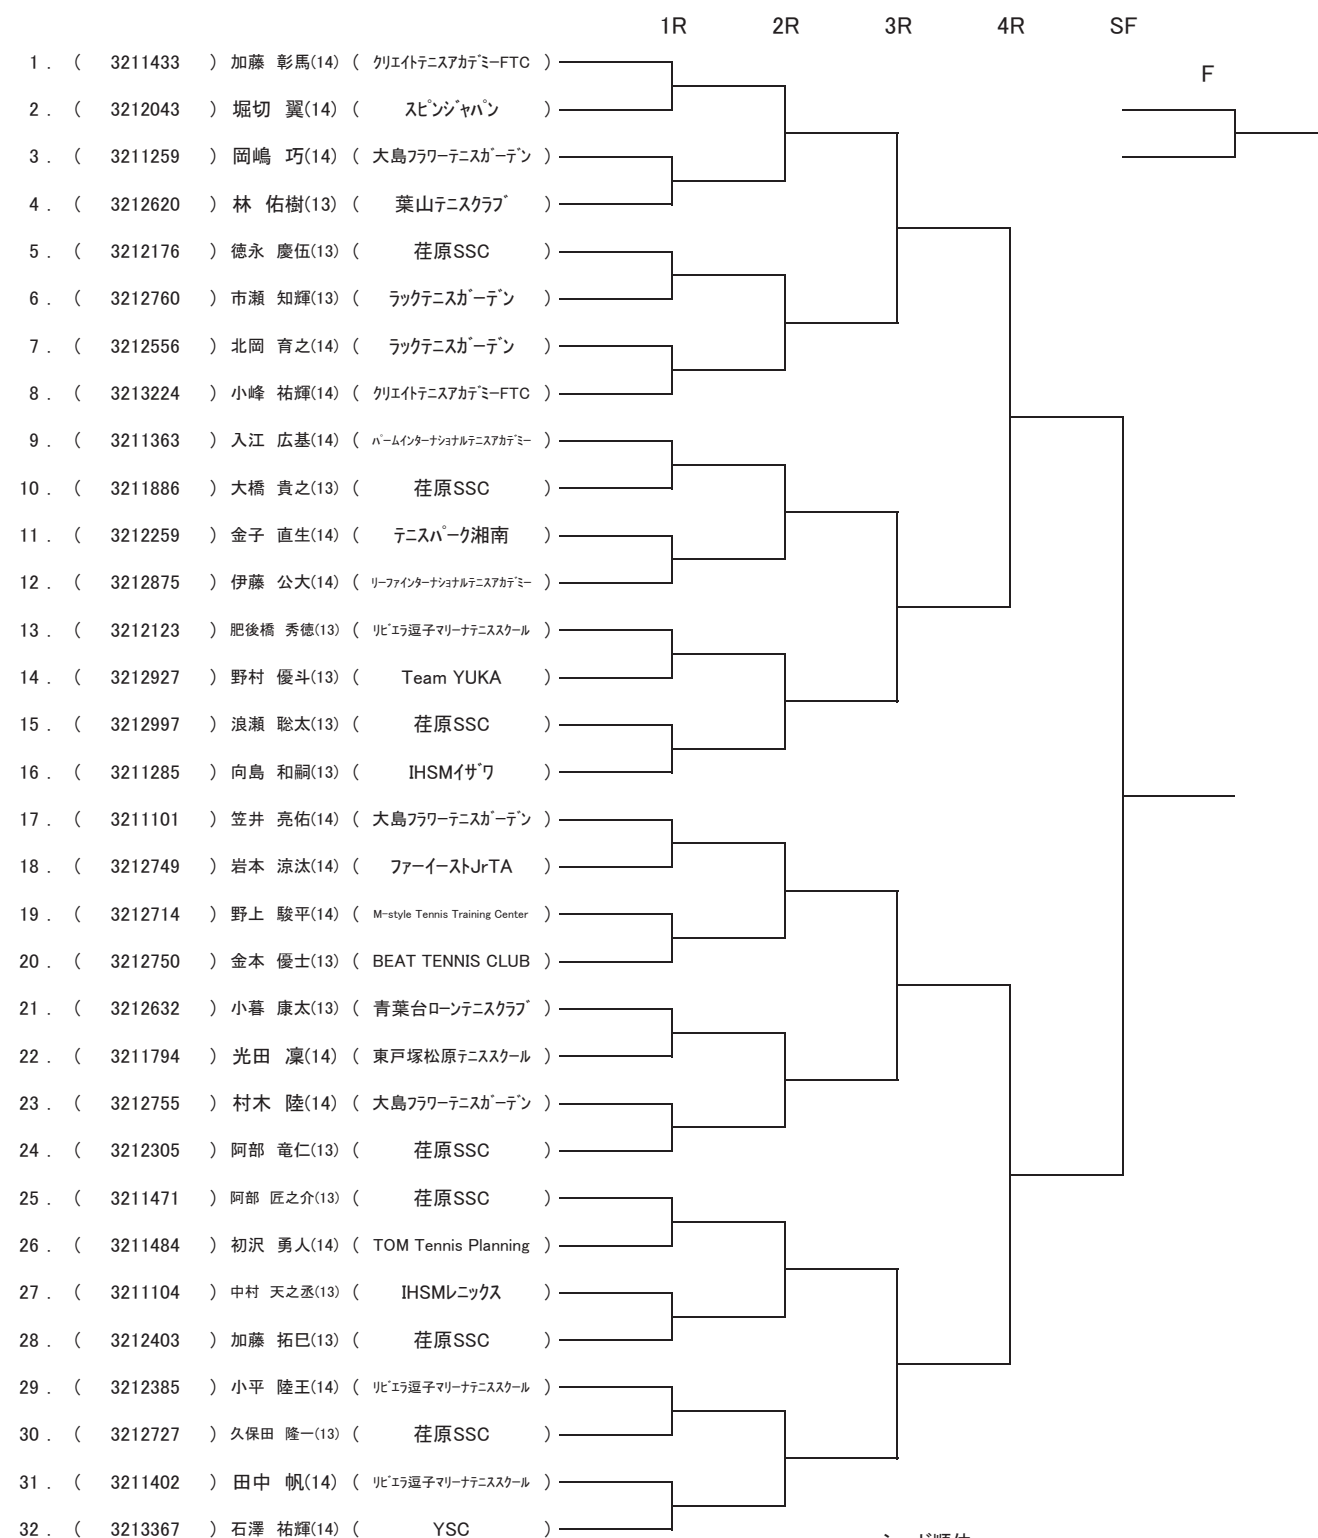 1R 2R 3R 4R SF
F
1 . ( 3211433 ) 加藤 彰馬(14) ( クリエイトテニスアカデミーFTC )
2 . ( 3212043 ) 堀切 翼(14) ( スピンジャパン )
3 . ( 3211259 ) 岡嶋 巧(14) ( 大島フラワーテニスガーデン )
4 . ( 3212620 ) 林 佑樹(13) ( 葉山テニスクラブ )
5 . ( 3212176 ) 徳永 慶伍(13) ( 荏原SSC )
6 . ( 3212760 ) 市瀬 知輝(13) ( ラックテニスガーデン )
7 . ( 3212556 ) 北岡 育之(14) ( ラックテニスガーデン )
8 . ( 3213224 ) 小峰 祐輝(14) ( クリエイトテニスアカデミーFTC )
9 . ( 3211363 ) 入江 広基(14) ( パームインターナショナルテニスアカデミー )
10 . ( 3211886 ) 大橋 貴之(13) ( 荏原SSC )
11 . ( 3212259 ) 金子 直生(14) ( テニスパーク湘南 )
12 . ( 3212875 ) 伊藤 公大(14) ( リーファインターナショナルテニスアカデミー )
13 . ( 3212123 ) 肥後橋 秀徳(13) ( リビエラ逗子マリーナテニススクール )
14 . ( 3212927 ) 野村 優斗(13) ( Team YUKA )
15 . ( 3212997 ) 浪瀬 聡太(13) ( 荏原SSC )
16 . ( 3211285 ) 向島 和嗣(13) ( IHSMイザワ )
17 . ( 3211101 ) 笠井 亮佑(14) ( 大島フラワーテニスガーデン )
18 . ( 3212749 ) 岩本 涼汰(14) ( ファーイーストJrTA )
19 . ( 3212714 ) 野上 駿平(14) ( M-style Tennis Training Center )
20 . ( 3212750 ) 金本 優士(13) ( BEAT TENNIS CLUB )
21 . ( 3212632 ) 小暮 康太(13) ( 青葉台ローンテニスクラブ )
22 . ( 3211794 ) 光田 凜(14) ( 東戸塚松原テニススクール )
23 . ( 3212755 ) 村木 陸(14) ( 大島フラワーテニスガーデン )
24 . ( 3212305 ) 阿部 竜仁(13) ( 荏原SSC )
25 . ( 3211471 ) 阿部 匠之介(13) ( 荏原SSC )
26 . ( 3211484 ) 初沢 勇人(14) ( TOM Tennis Planning )
27 . ( 3211104 ) 中村 天之丞(13) ( IHSMレニックス )
28 . ( 3212403 ) 加藤 拓巳(13) ( 荏原SSC )
29 . ( 3212385 ) 小平 陸王(14) ( リビエラ逗子マリーナテニススクール )
30 . ( 3212727 ) 久保田 隆一(13) ( 荏原SSC )
31 . ( 3211402 ) 田中 帆(14) ( リビエラ逗子マリーナテニススクール )
32 . ( 3213367 ) 石澤 祐輝(14) ( YSC )